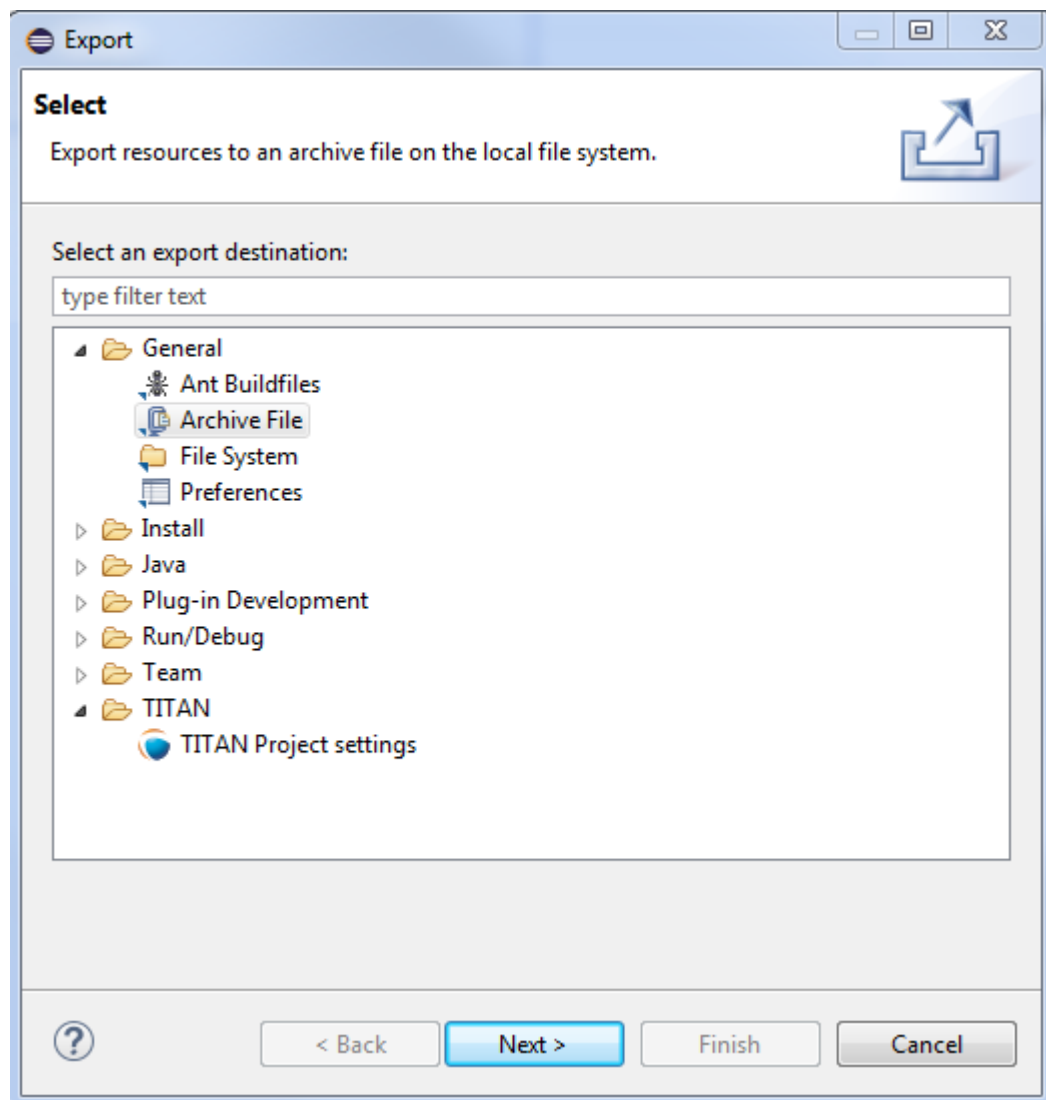 Export
Select
Export resources to an archive file on the local file system.
Select an export destination:
type filter text
General
Ant Buildfiles
Archive File
File System
Preferences
Install
Java
Plug-in Development
Run/Debug
Team
TITAN
TITAN Project settings
?
< Back Next > Finish Cancel